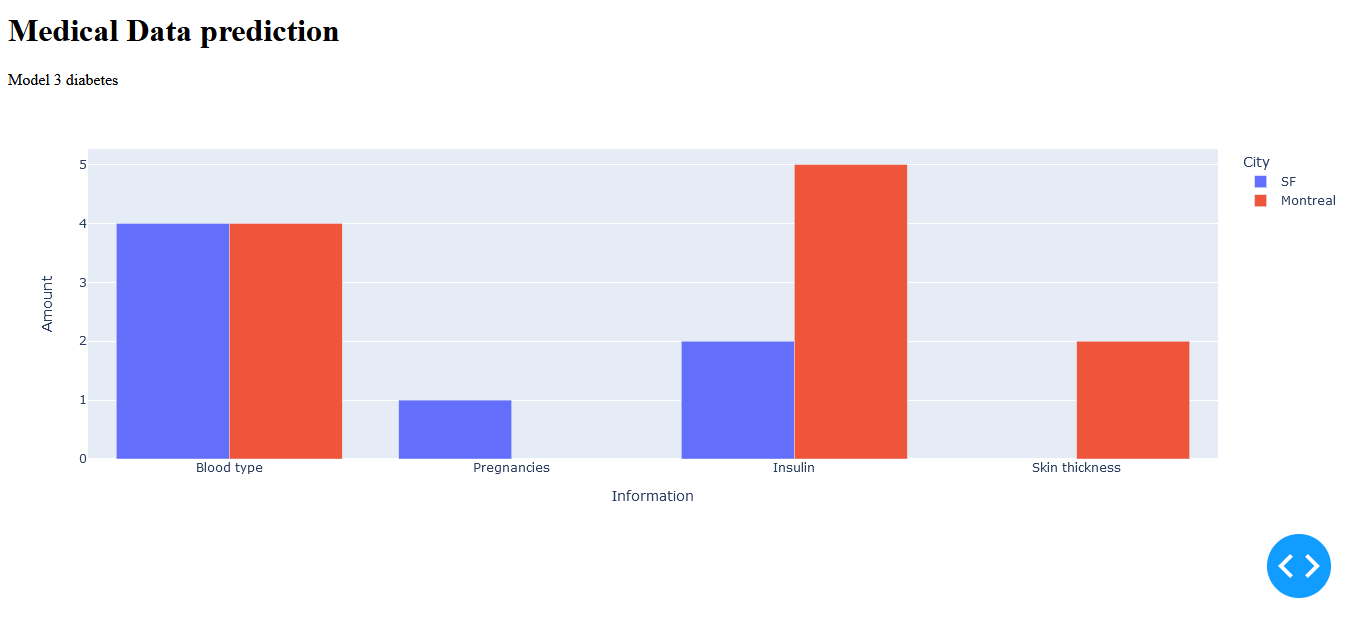 Medical Data prediction
Model 3 diabetes
City
SF
Montreal
5
4
3
2
1
0
Amount
Blood type Pregnancies Insulin Skin thickness
Information